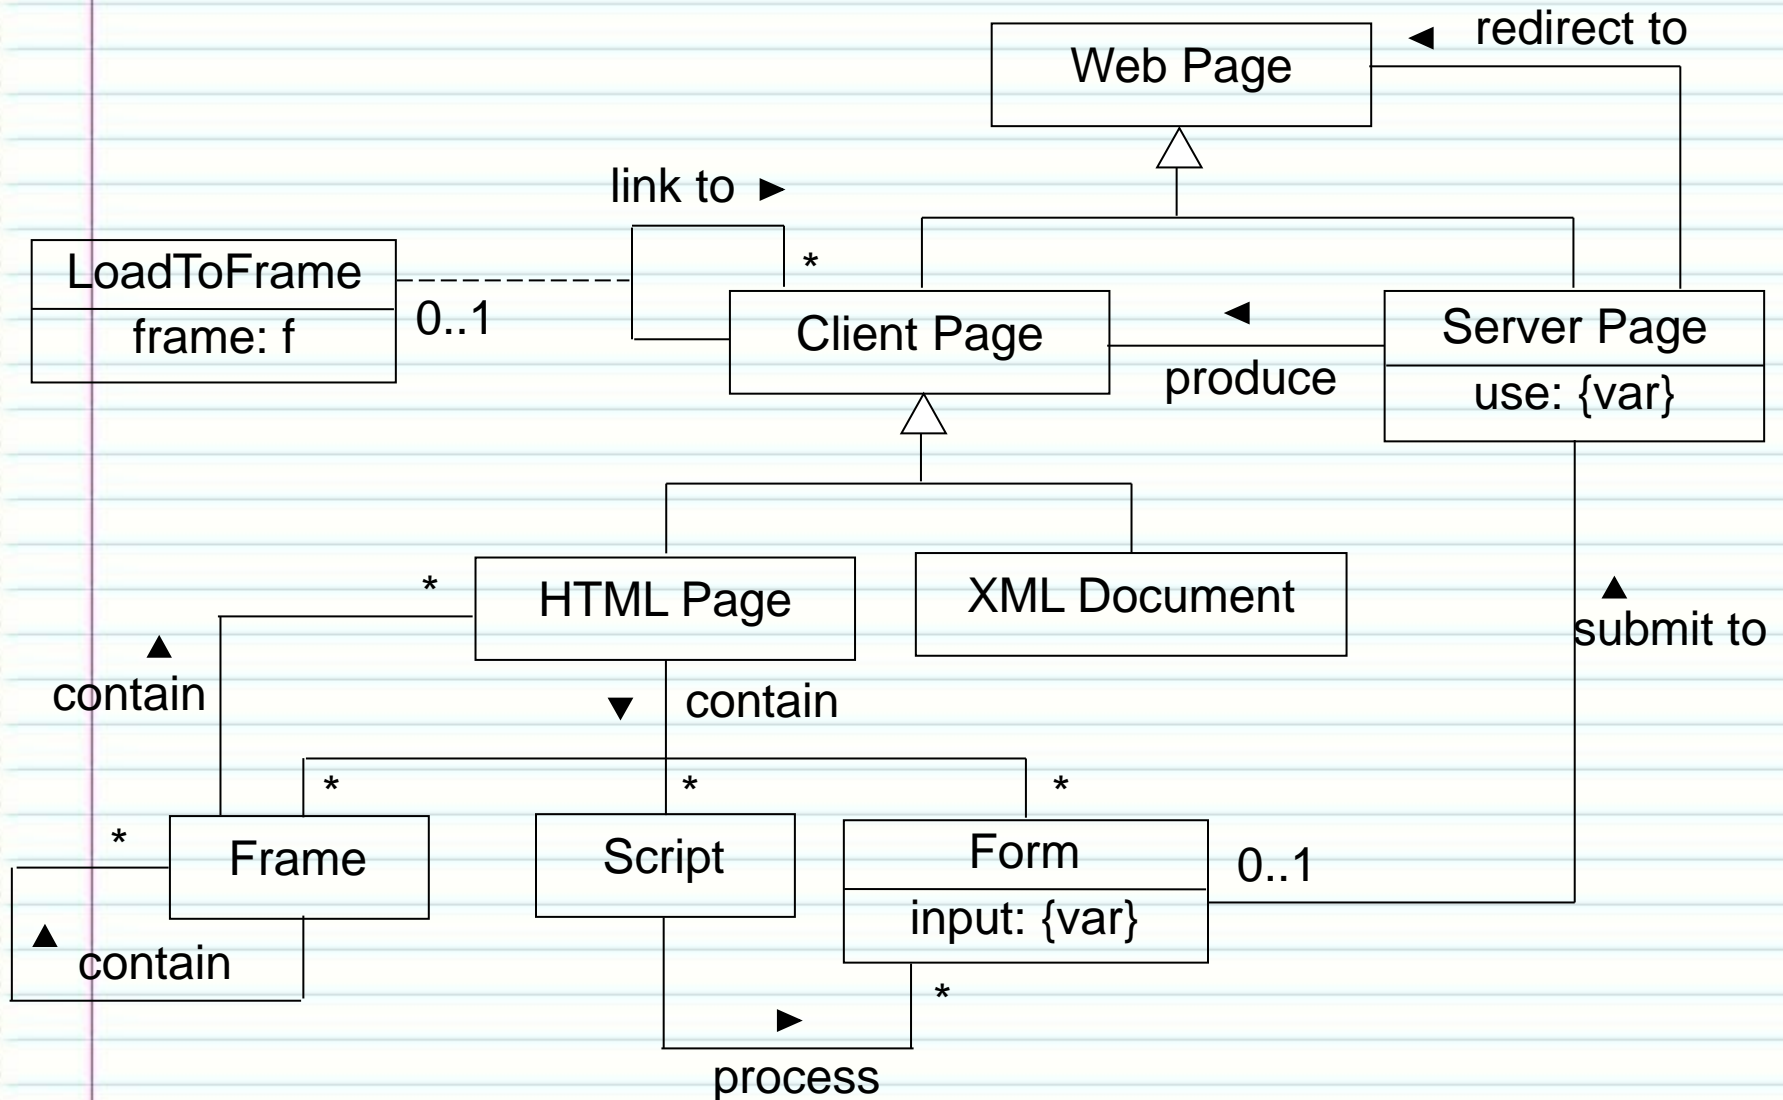 redirect to
Web Page
link to
*
LoadToFrame
frame: f
0..1
Client Page
produce
Server Page
use: {var}
*
HTML Page
XML Document
submit to
contain
contain
*
*
*
*
Frame
Script
Form
input: {var}
0..1
contain
*
process